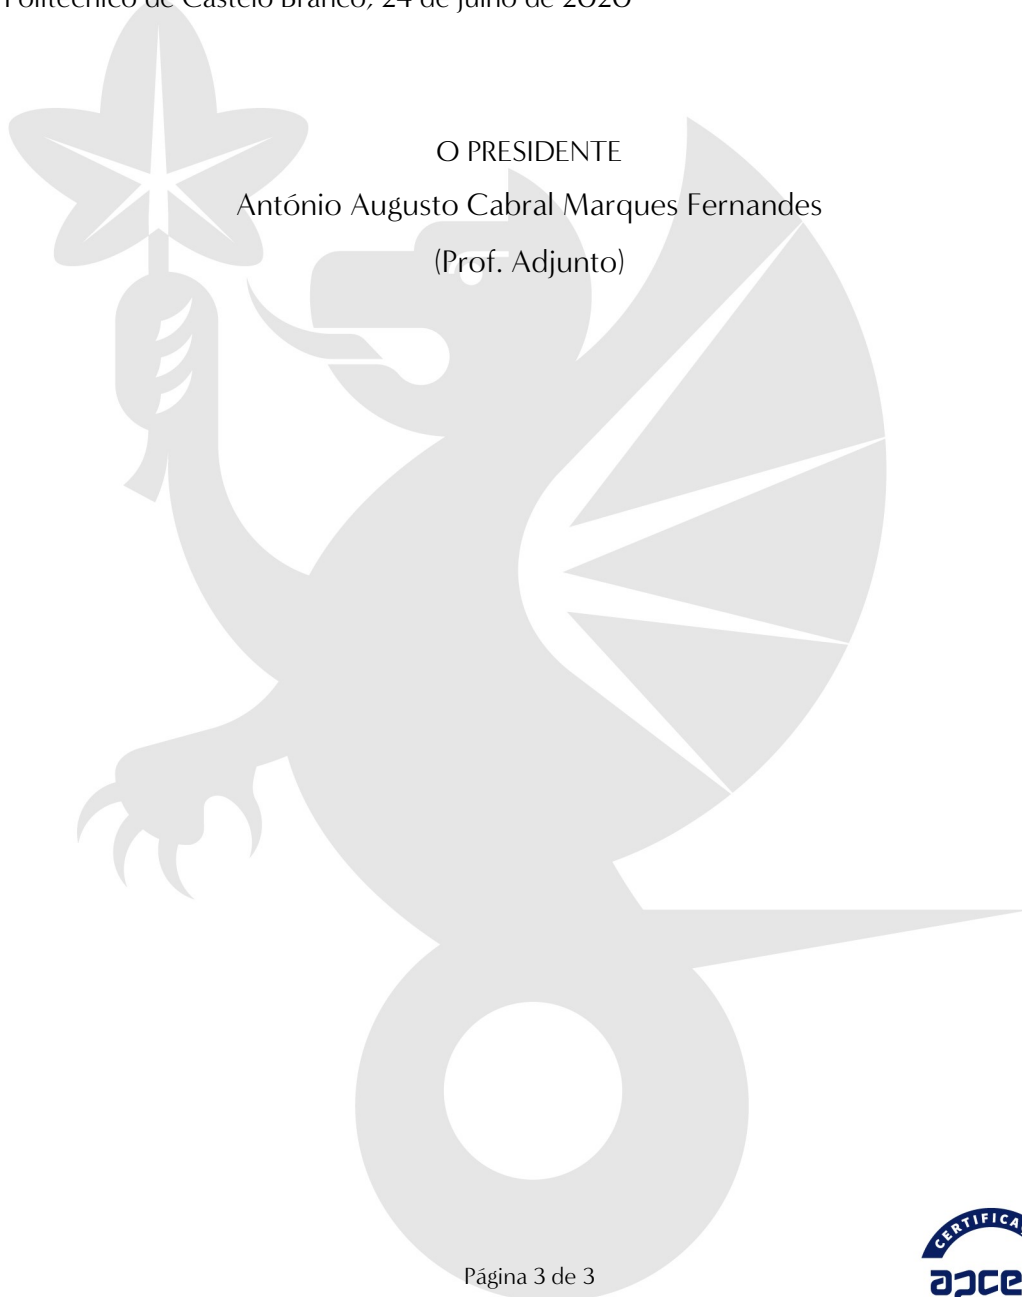 Politécnico de Castelo Branco, 24 de julho de 2020
O PRESIDENTE
António Augusto Cabral Marques Fernandes
(Prof. Adjunto)
CERTIFICA
apce
Página 3 de 3